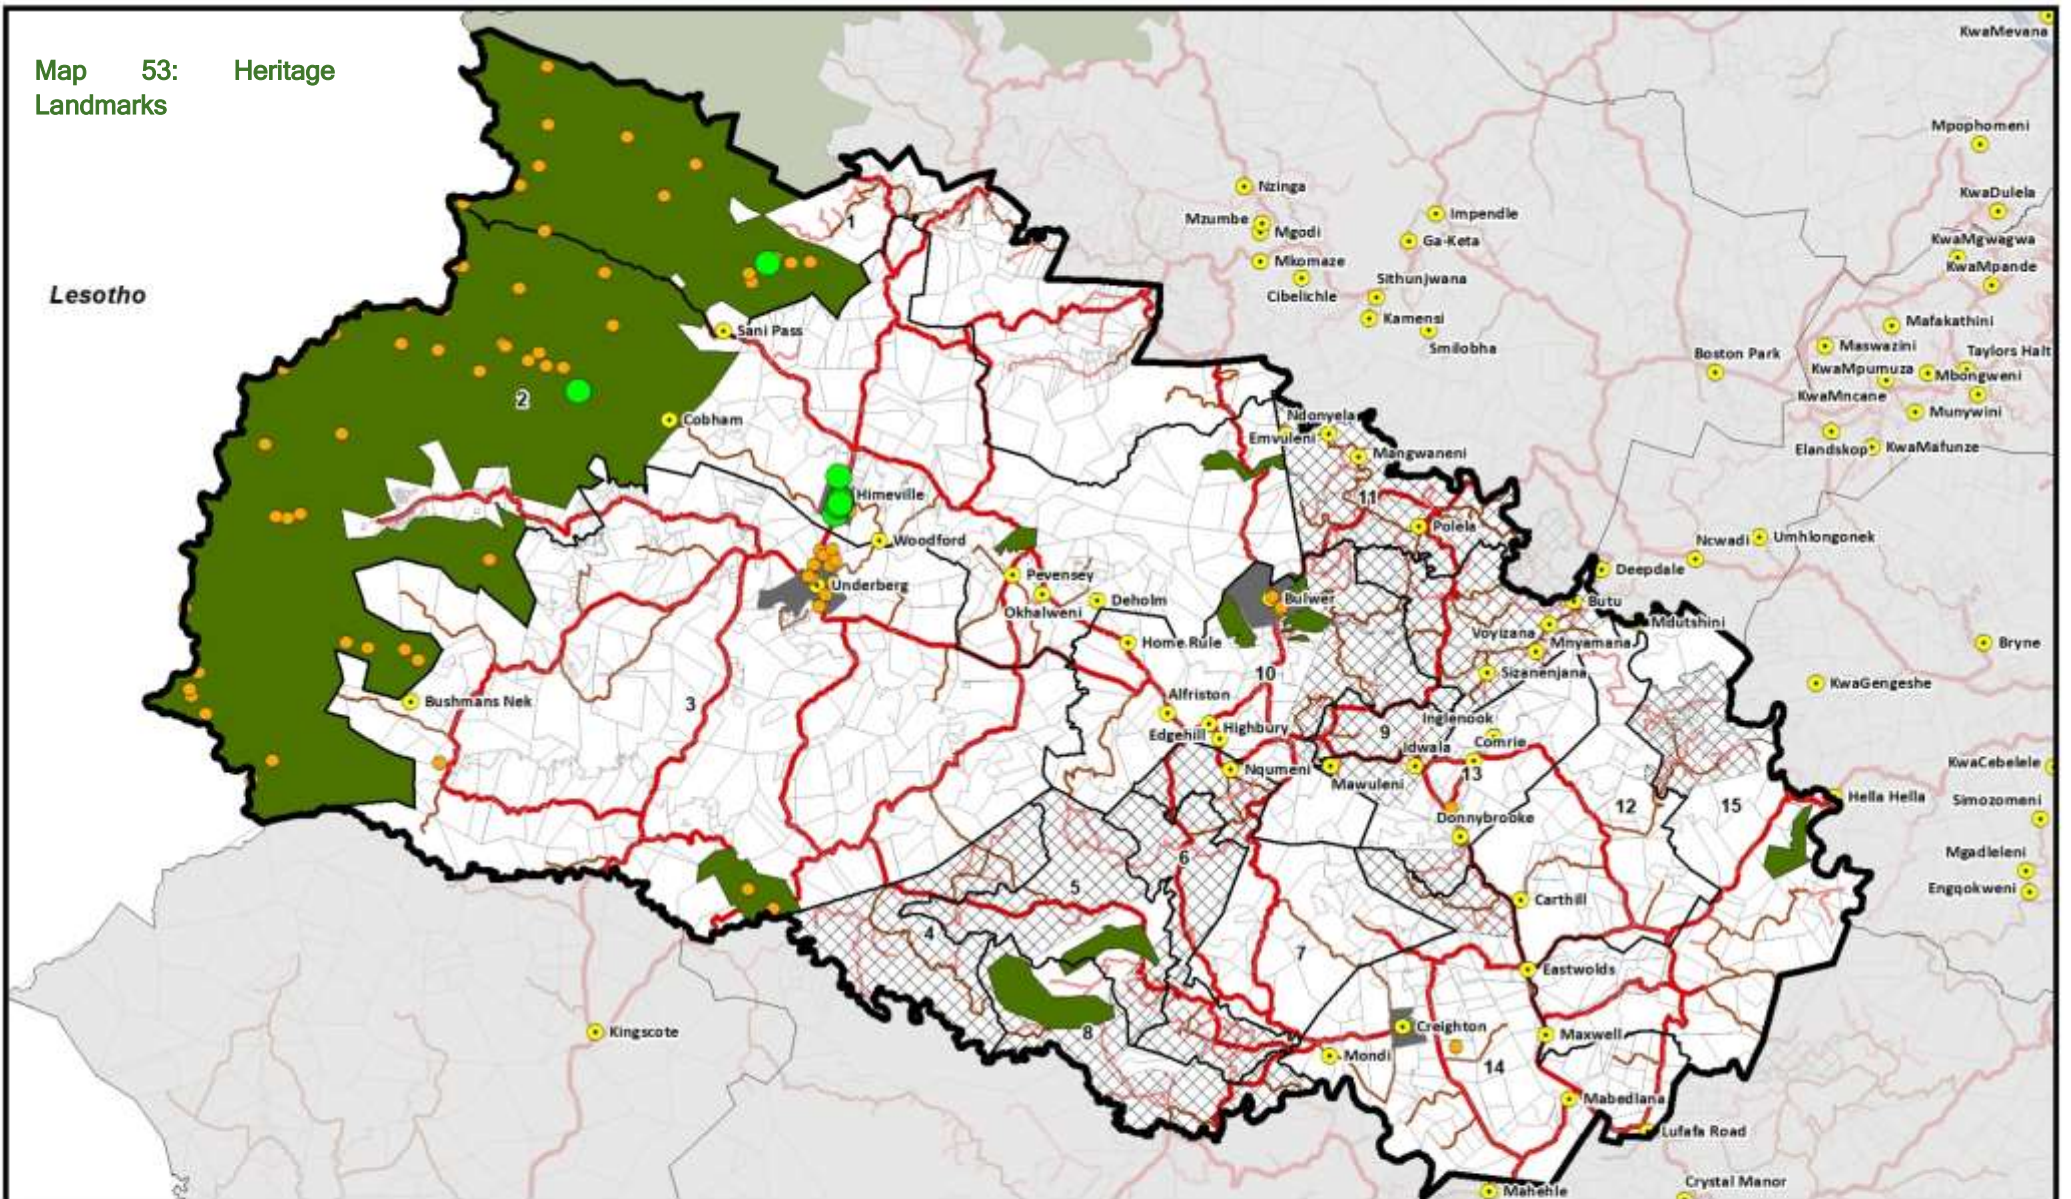 Map 53: Heritage
Landmarks
KwaMevana
Mpophomeni
Nzinga
KwaDulela
Mzumbe
Impendle
1
Mgodi
Ga-Keta
KwaMgwagwa
Mkomaze
KwaMpande
Sithunjwana
Lesotho
Cibelichle
Kamensi
Mafakathini
Sani Pass
Smilobha
Maswazini
Taylors Halt
Boston Park
KwaMpumuza
Mbongweni
2
KwaMncane
Munywini
Cobham
Ndonyela
Emvuleni
Mangwaneni
Elandskop
KwaMafunze
Himeville
11
Polela
Woodford
Ncwadi
Umhlongonek
Deepdale
Pevensey
Underberg
Okhalweni
Deholm
Bulwer
Butu
Mdutshini
Voyizana
Home Rule
Mnyamana
Bryne
10
Sizanenjana
KwaGengeshe
Bushmans Nek
3
Alfriston
Inglenook
Highbury
9
Edgehill
Comrie
Idwala
Nqumeni
13
KwaCebelele
Mawuleni
Hella Hella
Simozomeni
12
15
Donnybrooke
6
Mgadleleni
5
Engqokweni
Carthill
4
7
Eastwolds
Creighton
Kingscote
8
Maxwell
Mondi
14
Mabedlana
Lufafa Road
Mahehle
Crystal Manor